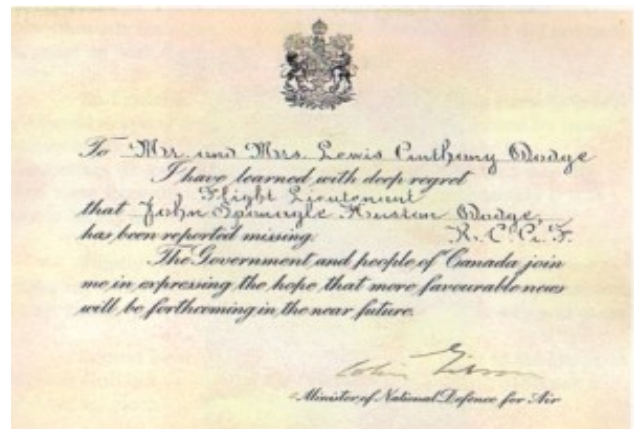 To Mr. and Mrs. Lewis Anthony Dodge
I have learned with deep regret
Flight Lieutenant
that John Huston Dodge,
has been reported missing. R.C.A.F.
The Government and people of Canada join
me in expressing the hope that more favourable news
will be forthcoming in the near future.
Colin Gibson
Minister of National Defence for Air